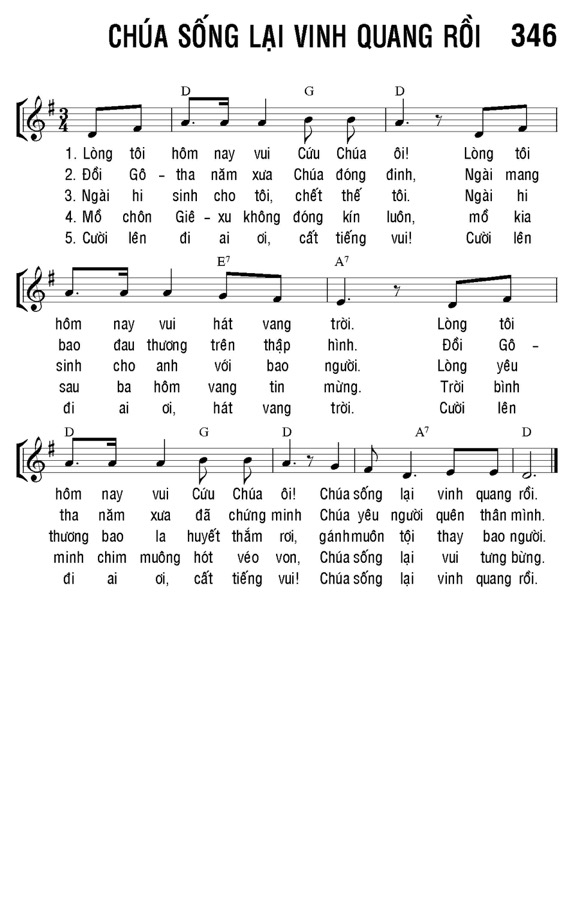 CHÚA SỐNG LẠI VINH QUANG RỒI 346
D G D
3
4
1. Lòng tôi hôm nay vui Cứu Chúa ôi! Lòng tôi
2. Đồi Gô - tha năm xưa Chúa đóng đinh, Ngài mang
3. Ngài hi sinh cho tôi, chết thế tôi. Ngài hi
4. Mồ chôn Giê - xu không đóng kín luôn, mồ kia
5. Cười lên đi ai ơi, cất tiếng vui! Cười lên
E7 A7
hôm nay vui hát vang trời. Lòng tôi
bao đau thương trên thập hình. Đồi Gô -
sinh cho anh với bao người. Lòng yêu
sau ba hôm vang tin mừng. Trời bình
đi ai ơi, hát vang trời. Cười lên
D G D A7 D
hôm nay vui Cứu Chúa ôi! Chúa sống lại vinh quang rồi.
tha năm xưa đã chứng minh Chúa yêu người quên thân mình.
thương bao la huyết thắm rơi, gánh muôn tội thay bao người.
minh chim muông hót véo von, Chúa sống lại vui tưng bừng.
đi ai ơi, cất tiếng vui! Chúa sống lại vinh quang rồi.